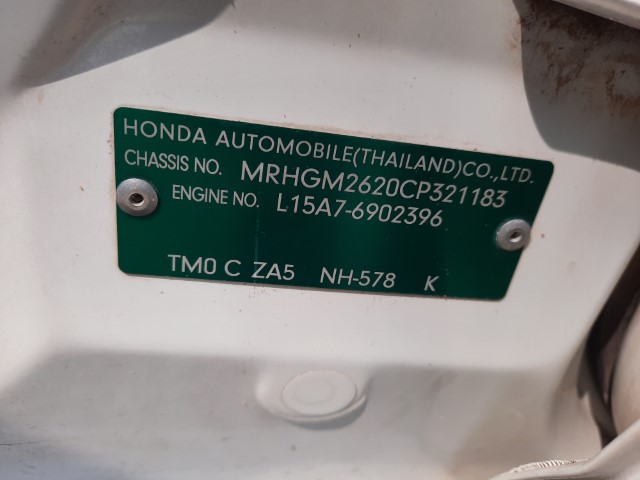 HONDA AUTOMOBILE(THAILAND)CO.,LTD.
CHASSIS NO. MRHGM2620CP321183
ENGINE NO. L15A7-6902396
TM0 C ZA5 NH-578 K